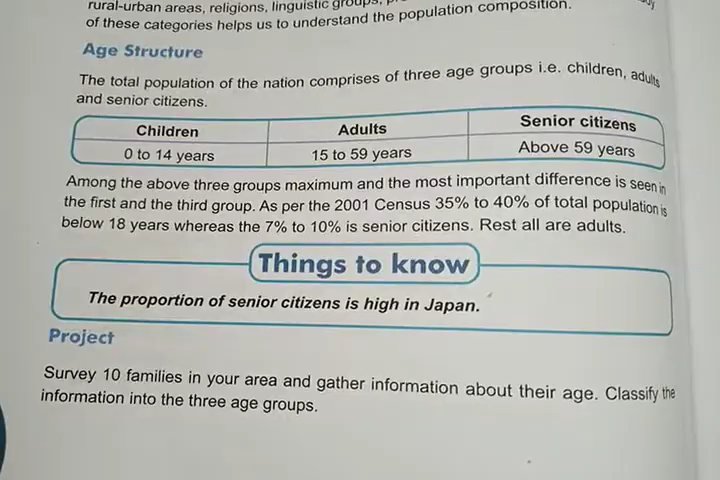 rural-urban areas, religions, linguistic groups,
of these categories helps us to understand the population composition.
Age Structure
The total population of the nation comprises of three age groups i.e. children, adults
and senior citizens.
Children Adults Senior citizens
0 to 14 years 15 to 59 years Above 59 years
Among the above three groups maximum and the most important difference is seen in
the first and the third group. As per the 2001 Census 35% to 40% of total population is
below 18 years whereas the 7% to 10% is senior citizens. Rest all are adults.
Things to know
The proportion of senior citizens is high in Japan.
Project
Survey 10 families in your area and gather information about their age. Classify the
information into the three age groups.